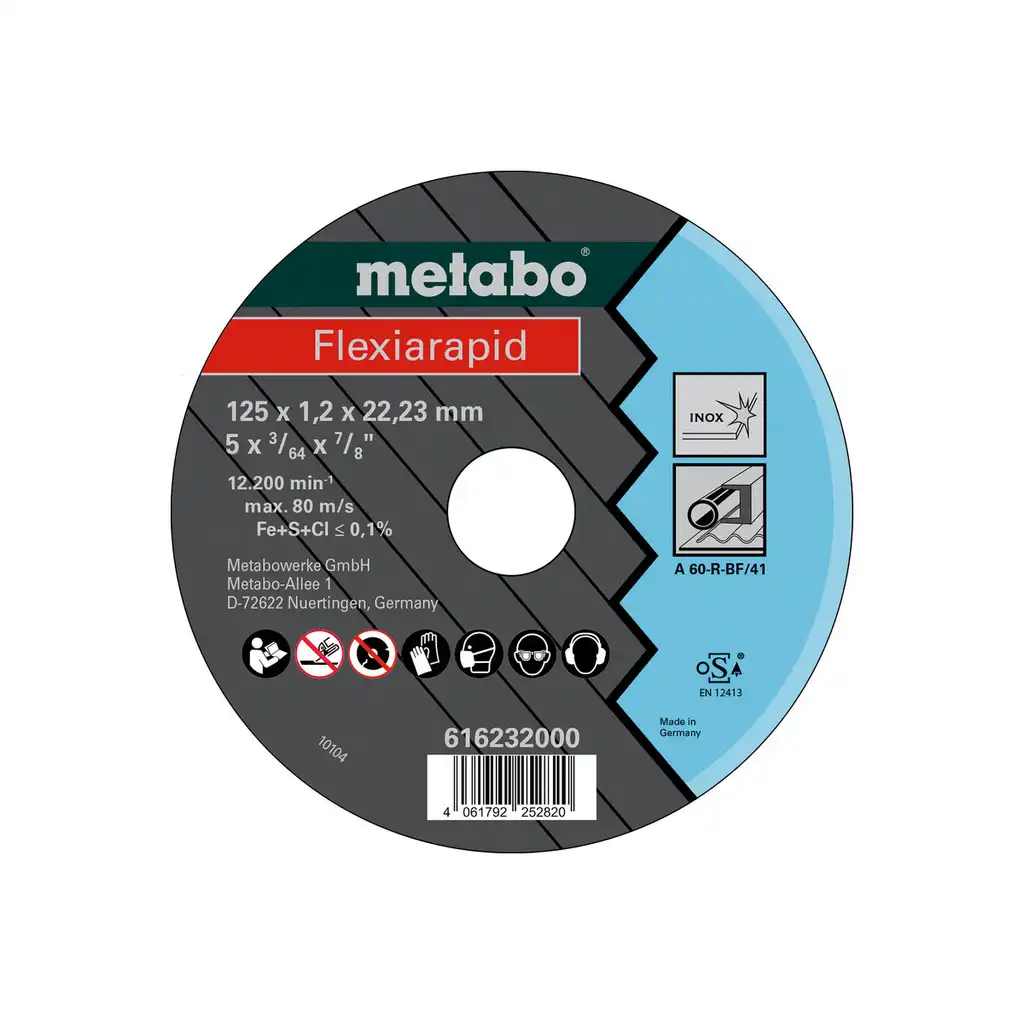 metabo®
Flexiarapid
125 x 1,2 x 22,23 mm
5 x 3/64 x 7/8"
12.200 min-1
max. 80 m/s
Fe+S+Cl ≤ 0,1%
Metabowerke GmbH
Metabo-Allee 1
D-72622 Nuertingen, Germany
INOX
A 60-R-BF/41
oSA®
EN 12413
Made in
Germany
10104
616232000
4 061792 252820